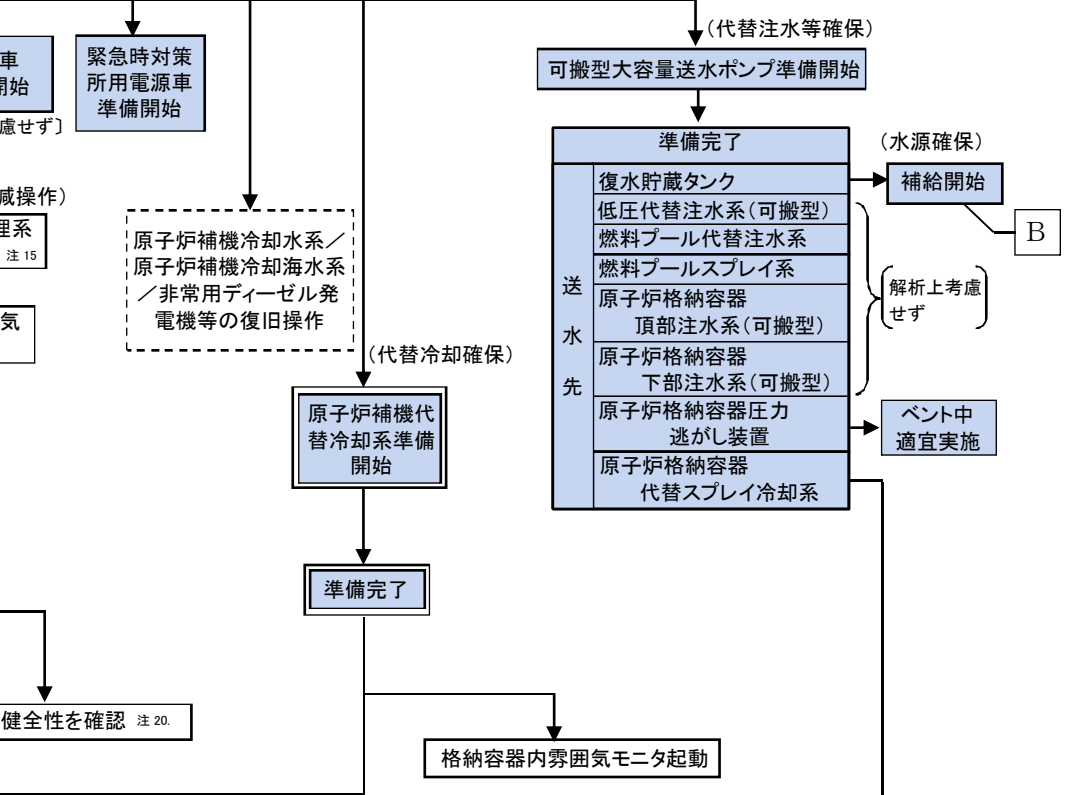 車
開始
慮せず〕
緊急時対策
所用電源車
準備開始
減操作)
理系
注 15
気
原子炉補機冷却水系／
原子炉補機冷却海水系
／非常用ディーゼル発
電機等の復旧操作
(代替冷却確保)
原子炉補機代
替冷却系準備
開始
準備完了
健全性を確認 注 20.
格納容器内雰囲気モニタ起動
(代替注水等確保)
可搬型大容量送水ポンプ準備開始
準備完了
送水先
復水貯蔵タンク
低圧代替注水系(可搬型)
燃料プール代替注水系
燃料プールスプレイ系
原子炉格納容器
頂部注水系(可搬型)
原子炉格納容器
下部注水系(可搬型)
原子炉格納容器圧力
逃がし装置
原子炉格納容器
代替スプレイ冷却系
(水源確保)
補給開始
B
解析上考慮
せず
ベント中
適宜実施